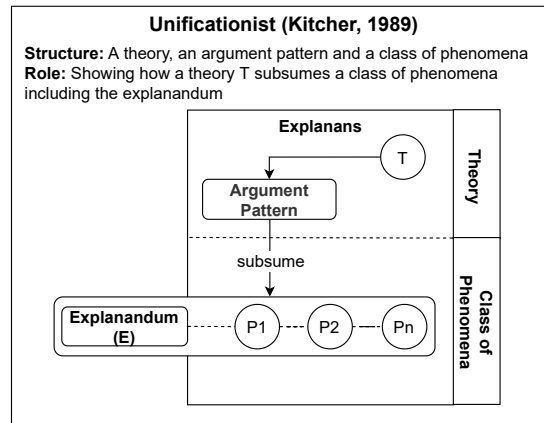 Unificationist (Kitcher, 1989)
Structure: A theory, an argument pattern and a class of phenomena
Role: Showing how a theory T subsumes a class of phenomena
including the explanandum
Explanans
T
Theory
Argument
Pattern
subsume
Explanandum
(E)
P1
P2
Pn
Class of
Phenomena